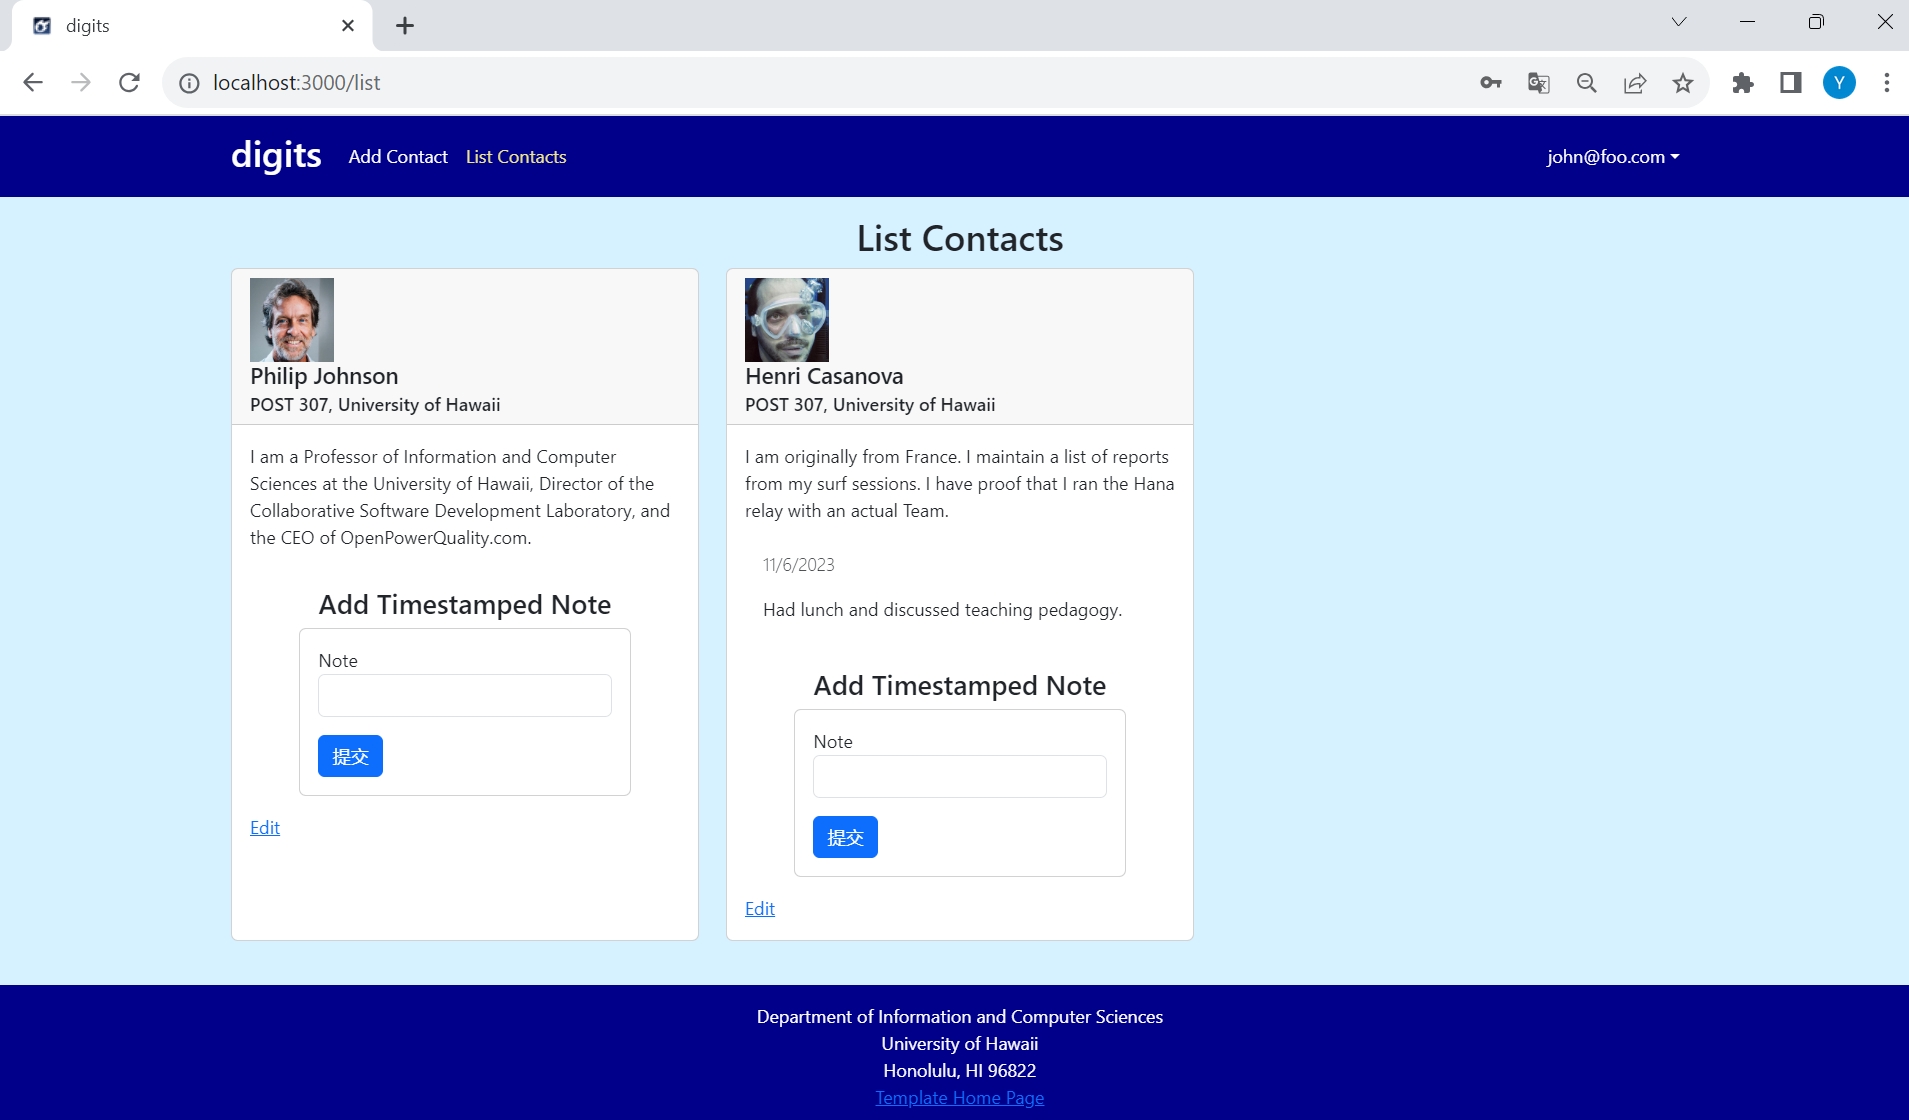 digits
localhost:3000/list
Y
digits
Add Contact
List Contacts
john@foo.com
List Contacts
Philip Johnson
POST 307, University of Hawaii
I am a Professor of Information and Computer
Sciences at the University of Hawaii, Director of the
Collaborative Software Development Laboratory, and
the CEO of OpenPowerQuality.com.
Add Timestamped Note
Note
提交
Edit
Henri Casanova
POST 307, University of Hawaii
I am originally from France. I maintain a list of reports
from my surf sessions. I have proof that I ran the Hana
relay with an actual Team.
11/6/2023
Had lunch and discussed teaching pedagogy.
Add Timestamped Note
Note
提交
Edit
Department of Information and Computer Sciences
University of Hawaii
Honolulu, HI 96822
Template Home Page